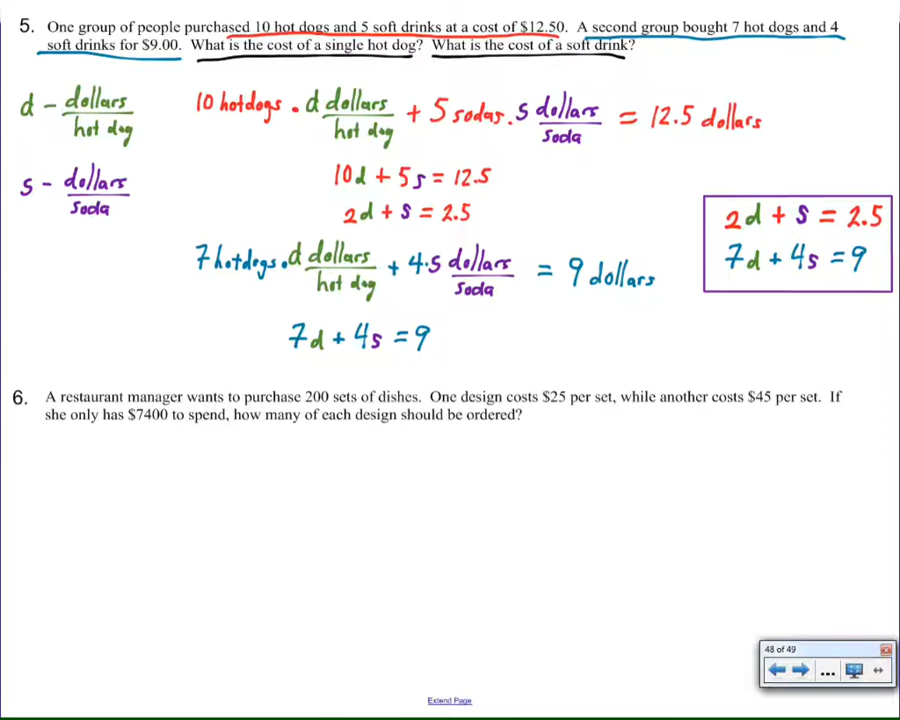 5. One group of people purchased 10 hot dogs and 5 soft drinks at a cost of $12.50. A second group bought 7 hot dogs and 4
soft drinks for $9.00. What is the cost of a single hot dog? What is the cost of a soft drink?
d - dollars/hot dog
10 hotdogs · d dollars/hot dog + 5 sodas · s dollars/soda = 12.5 dollars
s - dollars/soda
10d + 5s = 12.5
2d + s = 2.5
7 hotdogs · d dollars/hot dog + 4 · s dollars/soda = 9 dollars
7d + 4s = 9
2d + s = 2.5
7d + 4s = 9
6. A restaurant manager wants to purchase 200 sets of dishes. One design costs $25 per set, while another costs $45 per set. If
she only has $7400 to spend, how many of each design should be ordered?
48 of 49
...
Extend Page